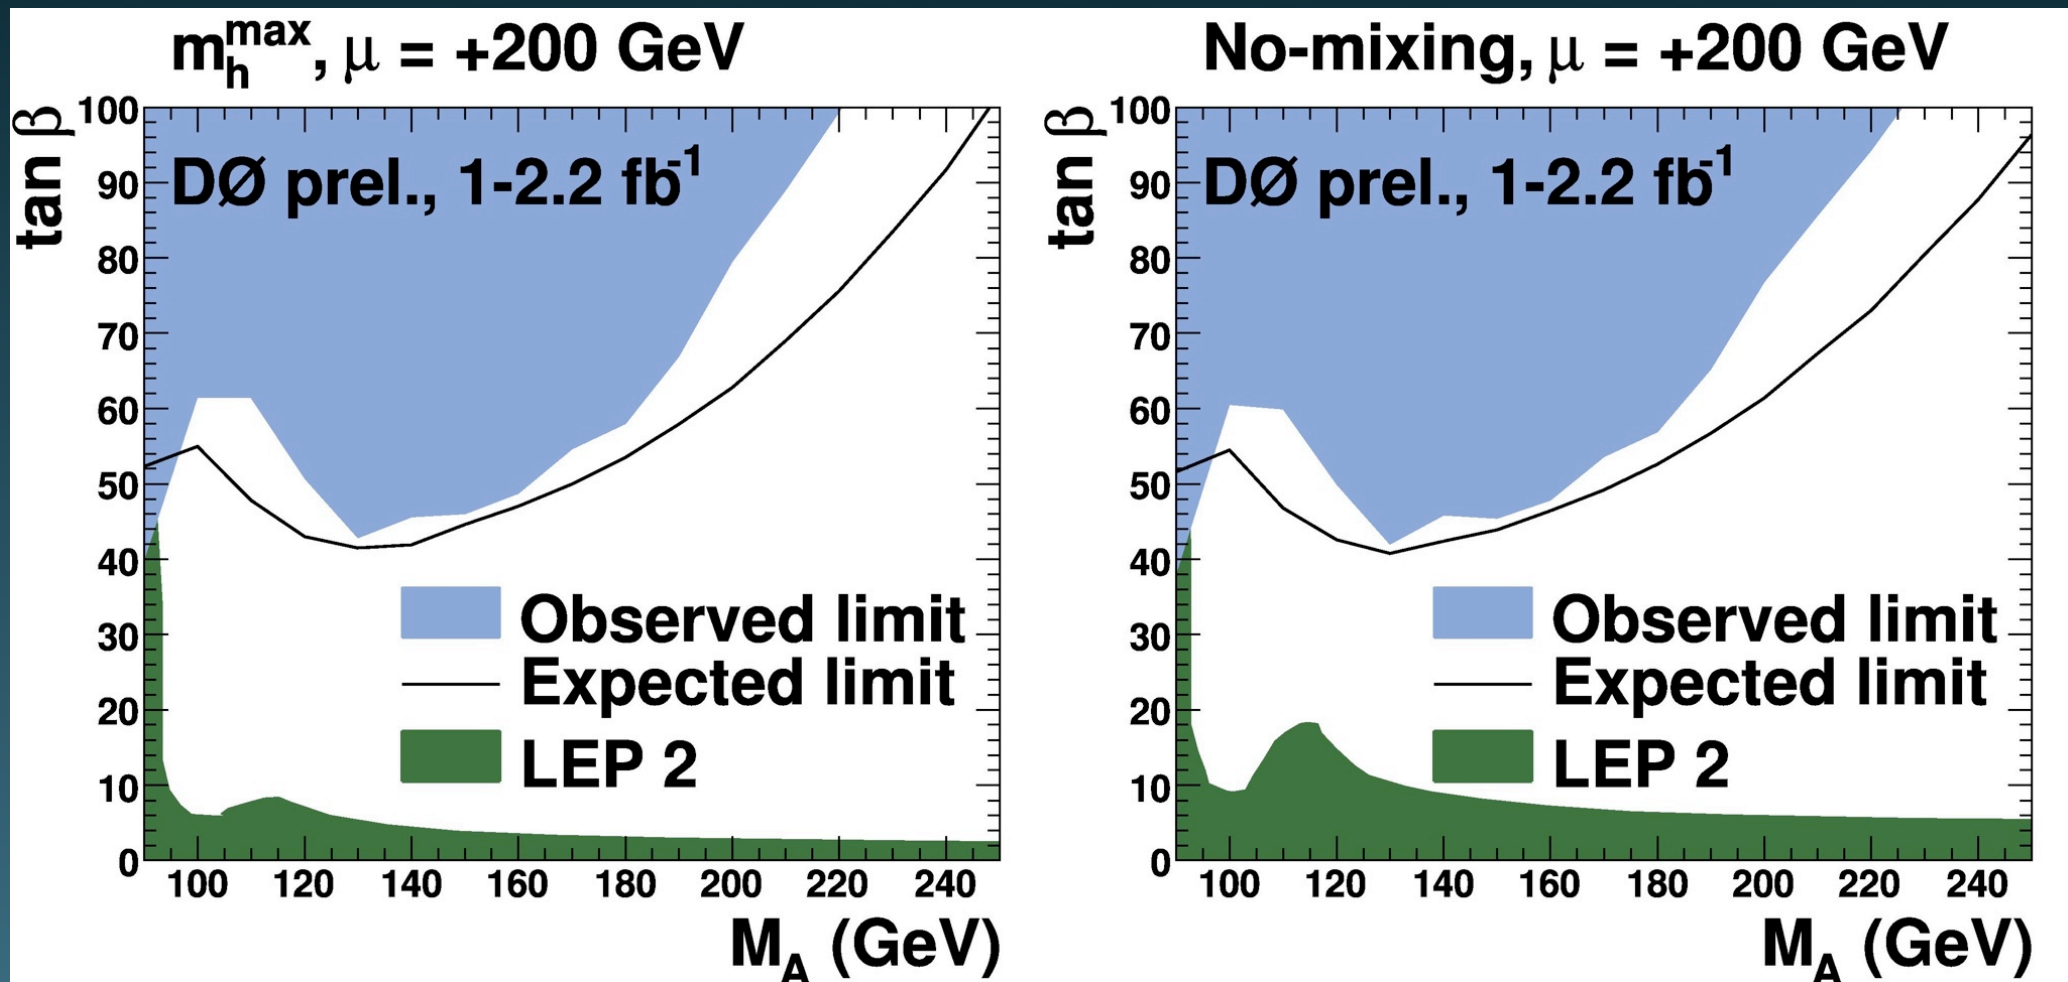 m_h^max, μ = +200 GeV
tan β
100
90
80
70
60
50
40
30
20
10
0
DØ prel., 1-2.2 fb⁻¹
Observed limit
Expected limit
LEP 2
100 120 140 160 180 200 220 240
M_A (GeV)
No-mixing, μ = +200 GeV
tan β
100
90
80
70
60
50
40
30
20
10
0
DØ prel., 1-2.2 fb⁻¹
Observed limit
Expected limit
LEP 2
100 120 140 160 180 200 220 240
M_A (GeV)